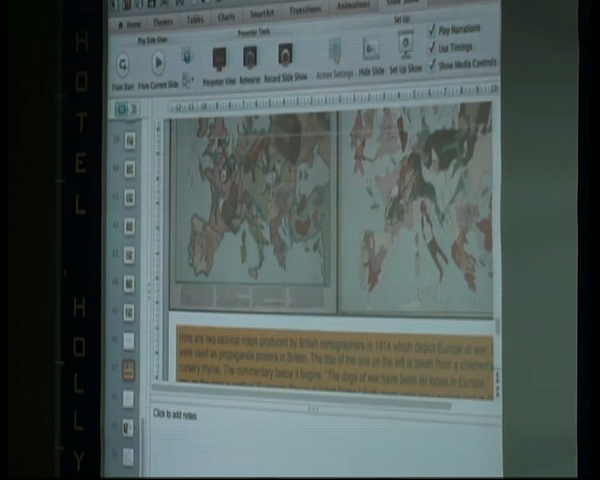 HOTEL HOLLY
Home Themes Tables Charts SmartArt Transitions Animations Slide Show
Play Slide Show Presenter Tools Set Up
From Start From Current Slide Presenter View Rehearse Record Slide Show Action Settings Hide Slide Set Up Show
Play Narrations
Use Timings
Show Media Controls
Here are two satirical maps produced by British cartographers in 1914 which depict Europe at war
were used as propaganda posters in Britain. The title of the one on the left is taken from a children's
nursery rhyme. The commentary below it begins: "The dogs of war have been let loose in Europe."
Click to add notes